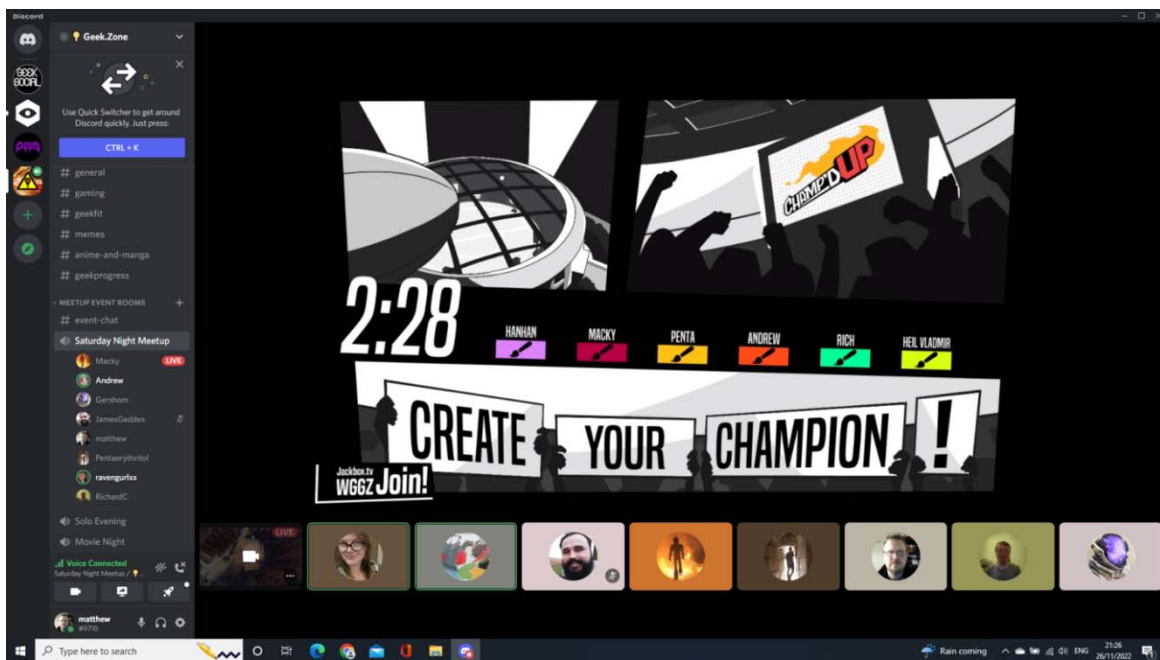 Discord
Geek.Zone
GEEK
SOCIAL
Use Quick Switcher to get around
Discord quickly. Just press:
CTRL + K
# general
# gaming
# geekfit
# memes
# anime-and-manga
# geekprogress
MEETUP EVENT ROOMS
# event-chat
Saturday Night Meetup
Macky LIVE
Andrew
Gershom
JamesGeddes
matthew
Pentaerythritol
ravengurlxx
RichardC
Solo Evening
Movie Night
Voice Connected
Saturday Night Meetup /
matthew
#9710
CHAMP'D UP
2:28
HANHAN MACKY PENTA ANDREW RICH HEIL VLADMIR
CREATE YOUR CHAMPION !
Jackbox.tv
WGGZ Join!
LIVE
Type here to search
Rain coming
ENG
21:26
26/11/2022